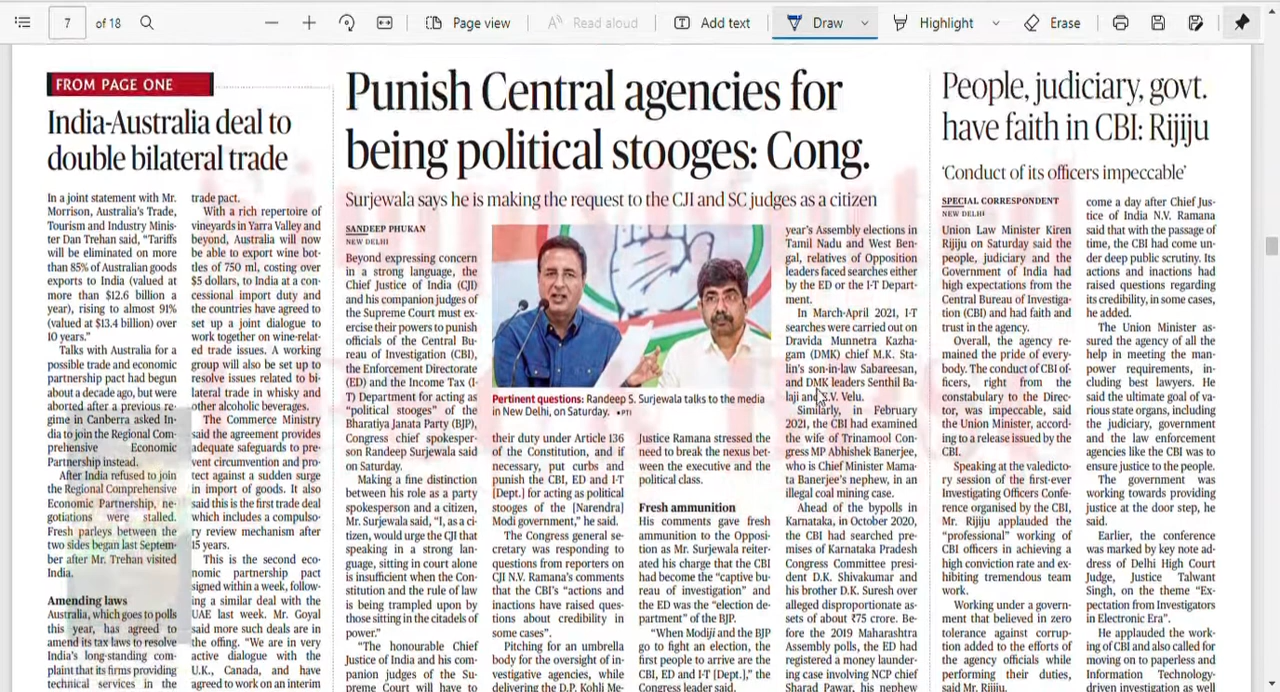 7 of 18
Page view
Read aloud
Add text
Draw
Highlight
Erase
FROM PAGE ONE
India-Australia deal to
double bilateral trade
In a joint statement with Mr.
Morrison, Australia's Trade,
Tourism and Industry Minis-
ter Dan Trehan said, “Tariffs
will be eliminated on more
than 85% of Australian goods
exports to India (valued at
more than $12.6 billion a
year), rising to almost 91%
(valued at $13.4 billion) over
10 years.”
Talks with Australia for a
possible trade and economic
partnership pact had begun
about a decade ago, but were
aborted after a previous re-
gime in Canberra asked In-
dia to join the Regional Com-
prehensive Economic
Partnership instead.
After India refused to join
the Regional Comprehensive
Economic Partnership, ne-
gotiations were stalled.
Fresh parleys between the
two sides began last Septem-
ber after Mr. Trehan visited
India.
Amending laws
Australia, which goes to polls
this year, has agreed to
amend its tax laws to resolve
India's long-standing com-
plaint that its firms providing
technical services in the
trade pact.
With a rich repertoire of
vineyards in Yarra Valley and
beyond, Australia will now
be able to export wine bot-
tles of 750 ml, costing over
$5 dollars, to India at a con-
cessional import duty and
the countries have agreed to
set up a joint dialogue to
work together on wine-relat-
ed trade issues. A working
group will also be set up to
resolve issues related to bi-
lateral trade in whisky and
other alcoholic beverages.
The Commerce Ministry
said the agreement provides
adequate safeguards to pre-
vent circumvention and pro-
tect against a sudden surge
in import of goods. It also
said this is the first trade deal
which includes a compulso-
ry review mechanism after
15 years.
This is the second eco-
nomic partnership pact
signed within a week, follow-
ing a similar deal with the
UAE last week. Mr. Goyal
said more such deals are in
the offing. “We are in very
active dialogue with the
U.K., Canada, and have
agreed to work on an interim
Punish Central agencies for
being political stooges: Cong.
Surjewala says he is making the request to the CJI and SC judges as a citizen
SANDEEP PHUKAN
NEW DELHI
Beyond expressing concern
in a strong language, the
Chief Justice of India (CJI)
and his companion judges of
the Supreme Court must ex-
ercise their powers to punish
officials of the Central Bu-
reau of Investigation (CBI),
the Enforcement Directorate
(ED) and the Income Tax (I-
T) Department for acting as
“political stooges” of the
Bharatiya Janata Party (BJP),
Congress chief spokesper-
son Randeep Surjewala said
on Saturday.
Making a fine distinction
between his role as a party
spokesperson and a citizen,
Mr. Surjewala said, “I, as a ci-
tizen, would urge the CJI that
speaking in a strong lan-
guage, sitting in court alone
is insufficient when the Con-
stitution and the rule of law
is being trampled upon by
those sitting in the citadels of
power.”
“The honourable Chief
Justice of India and his com-
panion judges of the Su-
preme Court will have to
Pertinent questions: Randeep S. Surjewala talks to the media
in New Delhi, on Saturday. •PTI
their duty under Article 136
of the Constitution, and if
necessary, put curbs and
punish the CBI, ED and I-T
[Dept.] for acting as political
stooges of the [Narendra]
Modi government,” he said.
The Congress general se-
cretary was responding to
questions from reporters on
CJI N.V. Ramana's comments
that the CBI's “actions and
inactions have raised ques-
tions about credibility in
some cases”.
Pitching for an umbrella
body for the oversight of in-
vestigative agencies, while
delivering the D.P. Kohli Me-
Justice Ramana stressed the
need to break the nexus bet-
ween the executive and the
political class.
Fresh ammunition
His comments gave fresh
ammunition to the Opposi-
tion as Mr. Surjewala reiter-
ated his charge that the CBI
had become the “captive bu-
reau of investigation” and
the ED was the “election de-
partment” of the BJP.
“When Modiji and the BJP
go to fight an election, the
first people to arrive are the
CBI, ED and I-T [Dept.],” the
Congress leader said.
year's Assembly elections in
Tamil Nadu and West Ben-
gal, relatives of Opposition
leaders faced searches either
by the ED or the I-T Depart-
ment.
In March-April 2021, I-T
searches were carried out on
Dravida Munnetra Kazha-
gam (DMK) chief M.K. Sta-
lin's son-in-law Sabareesan,
and DMK leaders Senthil Ba-
laji and S.V. Velu.
Similarly, in February
2021, the CBI had examined
the wife of Trinamool Con-
gress MP Abhishek Banerjee,
who is Chief Minister Mama-
ta Banerjee's nephew, in an
illegal coal mining case.
Ahead of the bypolls in
Karnataka, in October 2020,
the CBI had searched pre-
mises of Karnataka Pradesh
Congress Committee presi-
dent D.K. Shivakumar and
his brother D.K. Suresh over
alleged disproportionate as-
sets of about ₹75 crore. Be-
fore the 2019 Maharashtra
Assembly polls, the ED had
registered a money launder-
ing case involving NCP chief
Sharad Pawar, his nephew
People, judiciary, govt.
have faith in CBI: Rijiju
‘Conduct of its officers impeccable’
SPECIAL CORRESPONDENT
NEW DELHI
Union Law Minister Kiren
Rijiju on Saturday said the
people, judiciary and the
Government of India had
high expectations from the
Central Bureau of Investiga-
tion (CBI) and had faith and
trust in the agency.
Overall, the agency re-
mained the pride of every-
body. The conduct of CBI of-
ficers, right from the
constabulary to the Direc-
tor, was impeccable, said
the Union Minister, accord-
ing to a release issued by the
CBI.
Speaking at the valedicto-
ry session of the first-ever
Investigating Officers Confe-
rence organised by the CBI,
Mr. Rijiju applauded the
“professional” working of
CBI officers in achieving a
high conviction rate and ex-
hibiting tremendous team
work.
Working under a govern-
ment that believed in zero
tolerance against corrup-
tion added to the efforts of
the agency officials while
performing their duties,
said Mr. Rijiju.
come a day after Chief Jus-
tice of India N.V. Ramana
said that with the passage of
time, the CBI had come un-
der deep public scrutiny. Its
actions and inactions had
raised questions regarding
its credibility, in some cases,
he added.
The Union Minister as-
sured the agency of all the
help in meeting the man-
power requirements, in-
cluding best lawyers. He
said the ultimate goal of va-
rious state organs, including
the judiciary, government
and the law enforcement
agencies like the CBI was to
ensure justice to the people.
The government was
working towards providing
justice at the door step, he
said.
Earlier, the conference
was marked by key note ad-
dress of Delhi High Court
Judge, Justice Talwant
Singh, on the theme “Ex-
pectation from Investigators
in Electronic Era”.
He applauded the work-
ing of CBI and also called for
moving on to paperless and
Information Technology-
driven investigation as well